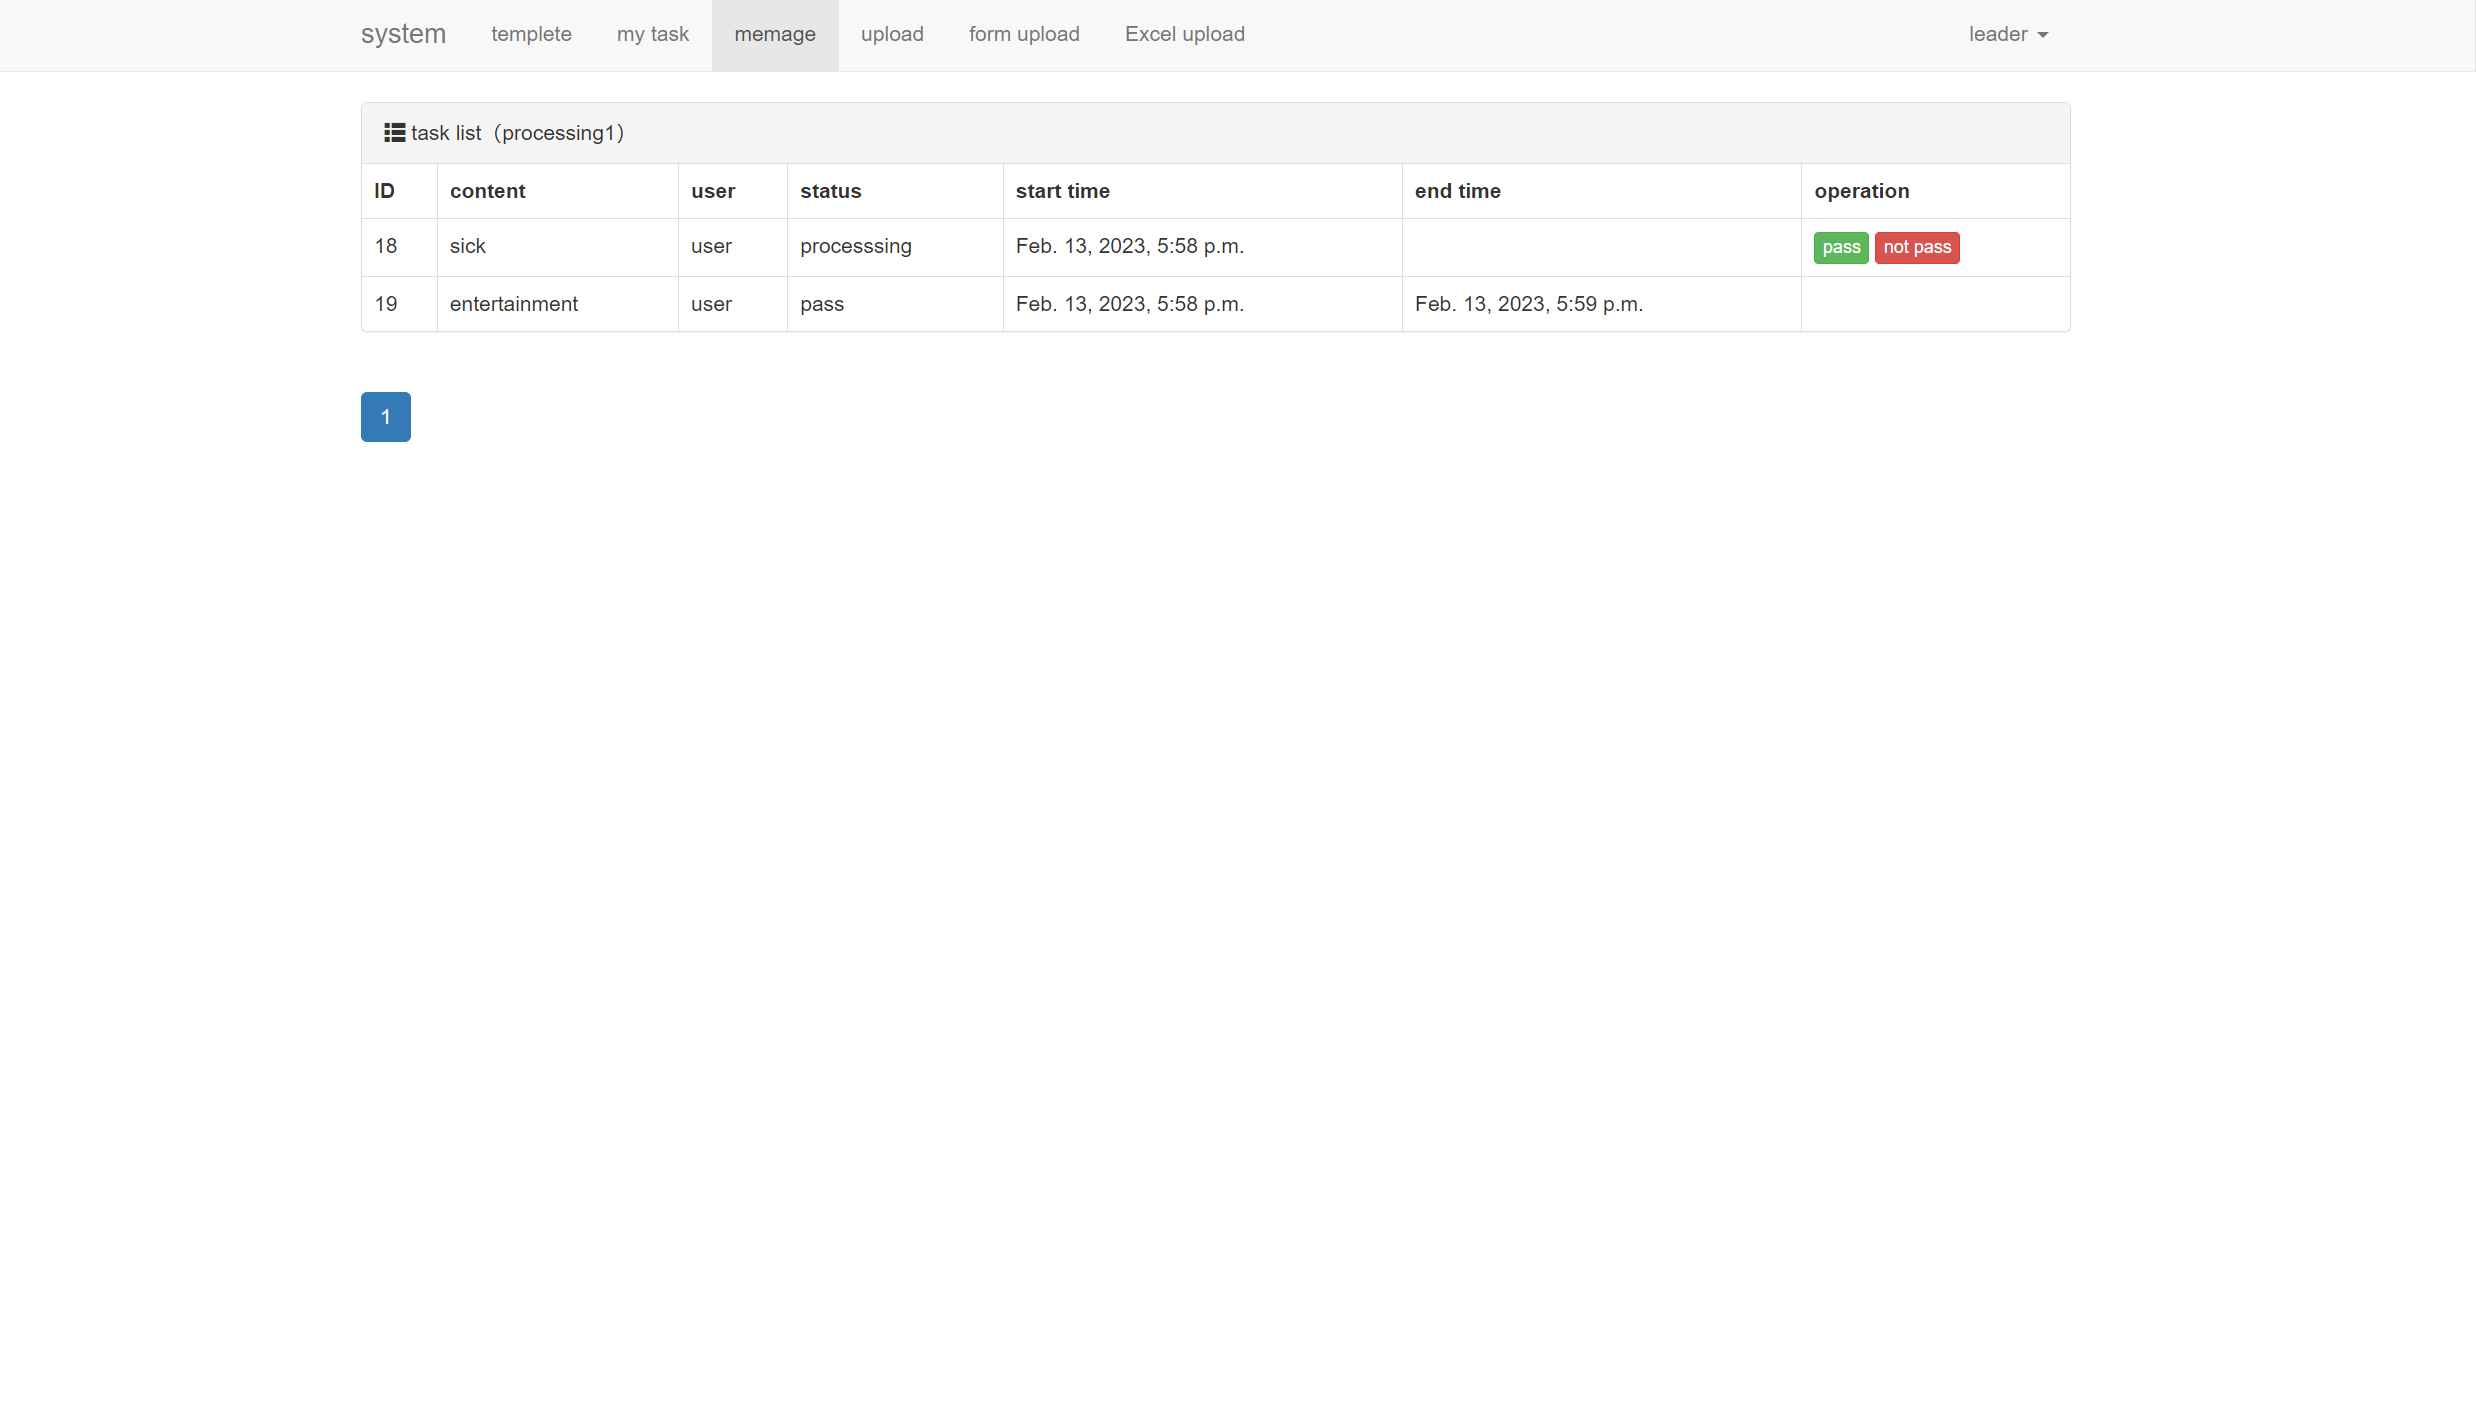 system templete my task memage upload form upload Excel upload leader
task list（processing1）
ID content user status start time end time operation
18 sick user processsing Feb. 13, 2023, 5:58 p.m. pass not pass
19 entertainment user pass Feb. 13, 2023, 5:58 p.m. Feb. 13, 2023, 5:59 p.m.
1